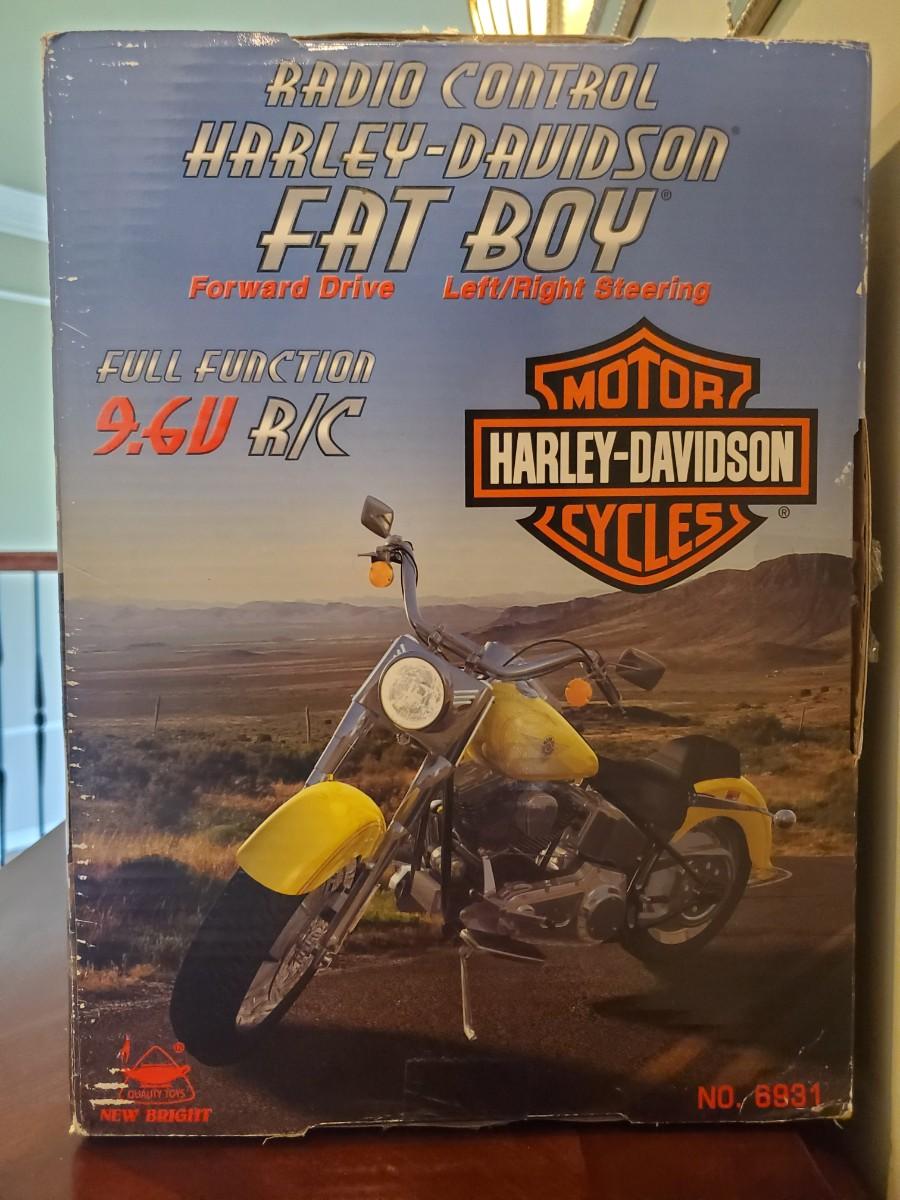 RADIO CONTROL
HARLEY-DAVIDSON®
FAT BOY®
Forward Drive Left/Right Steering
FULL FUNCTION
9.6V R/C
MOTOR
HARLEY-DAVIDSON
CYCLES
®
QUALITY TOYS
NEW BRIGHT
NO. 6931